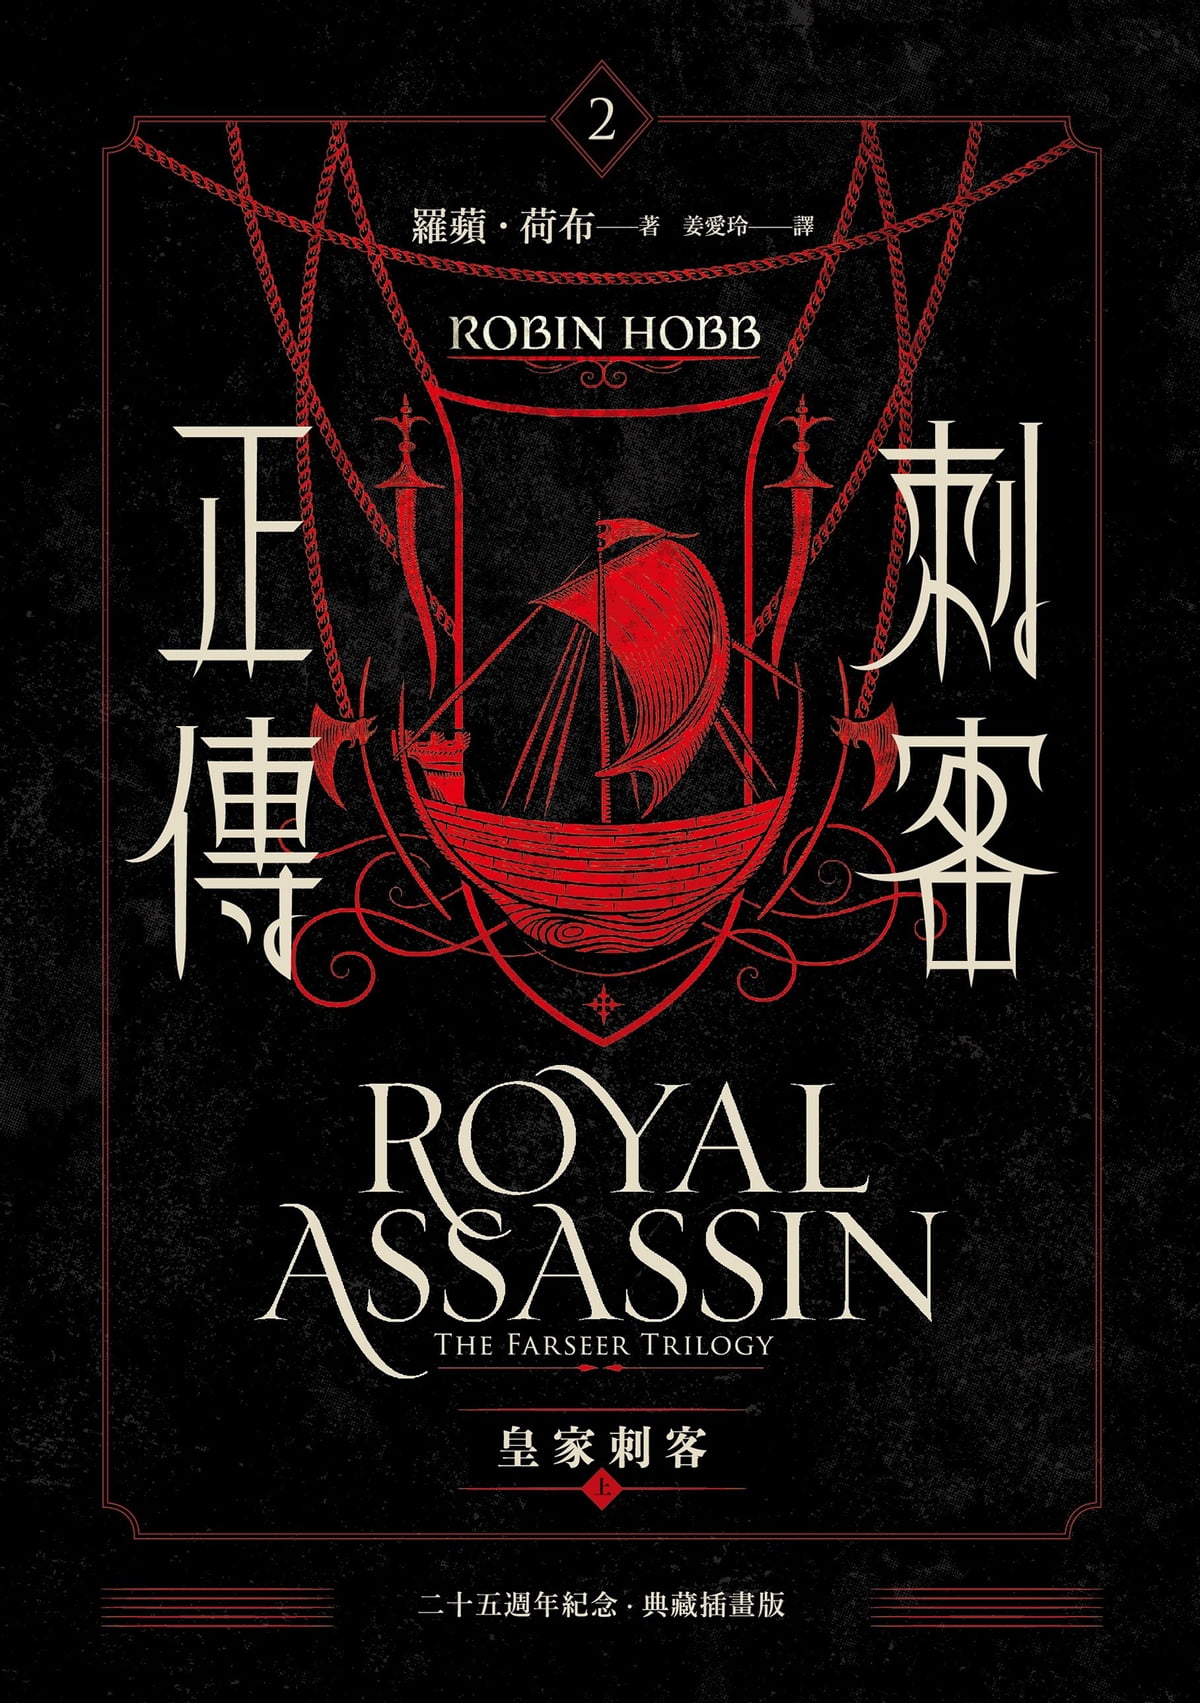 2
羅蘋・荷布——著　姜愛玲——譯
ROBIN HOBB
刺客
正傳
ROYAL
ASSASSIN
THE FARSEER TRILOGY
皇家刺客
上
二十五週年紀念・典藏插畫版